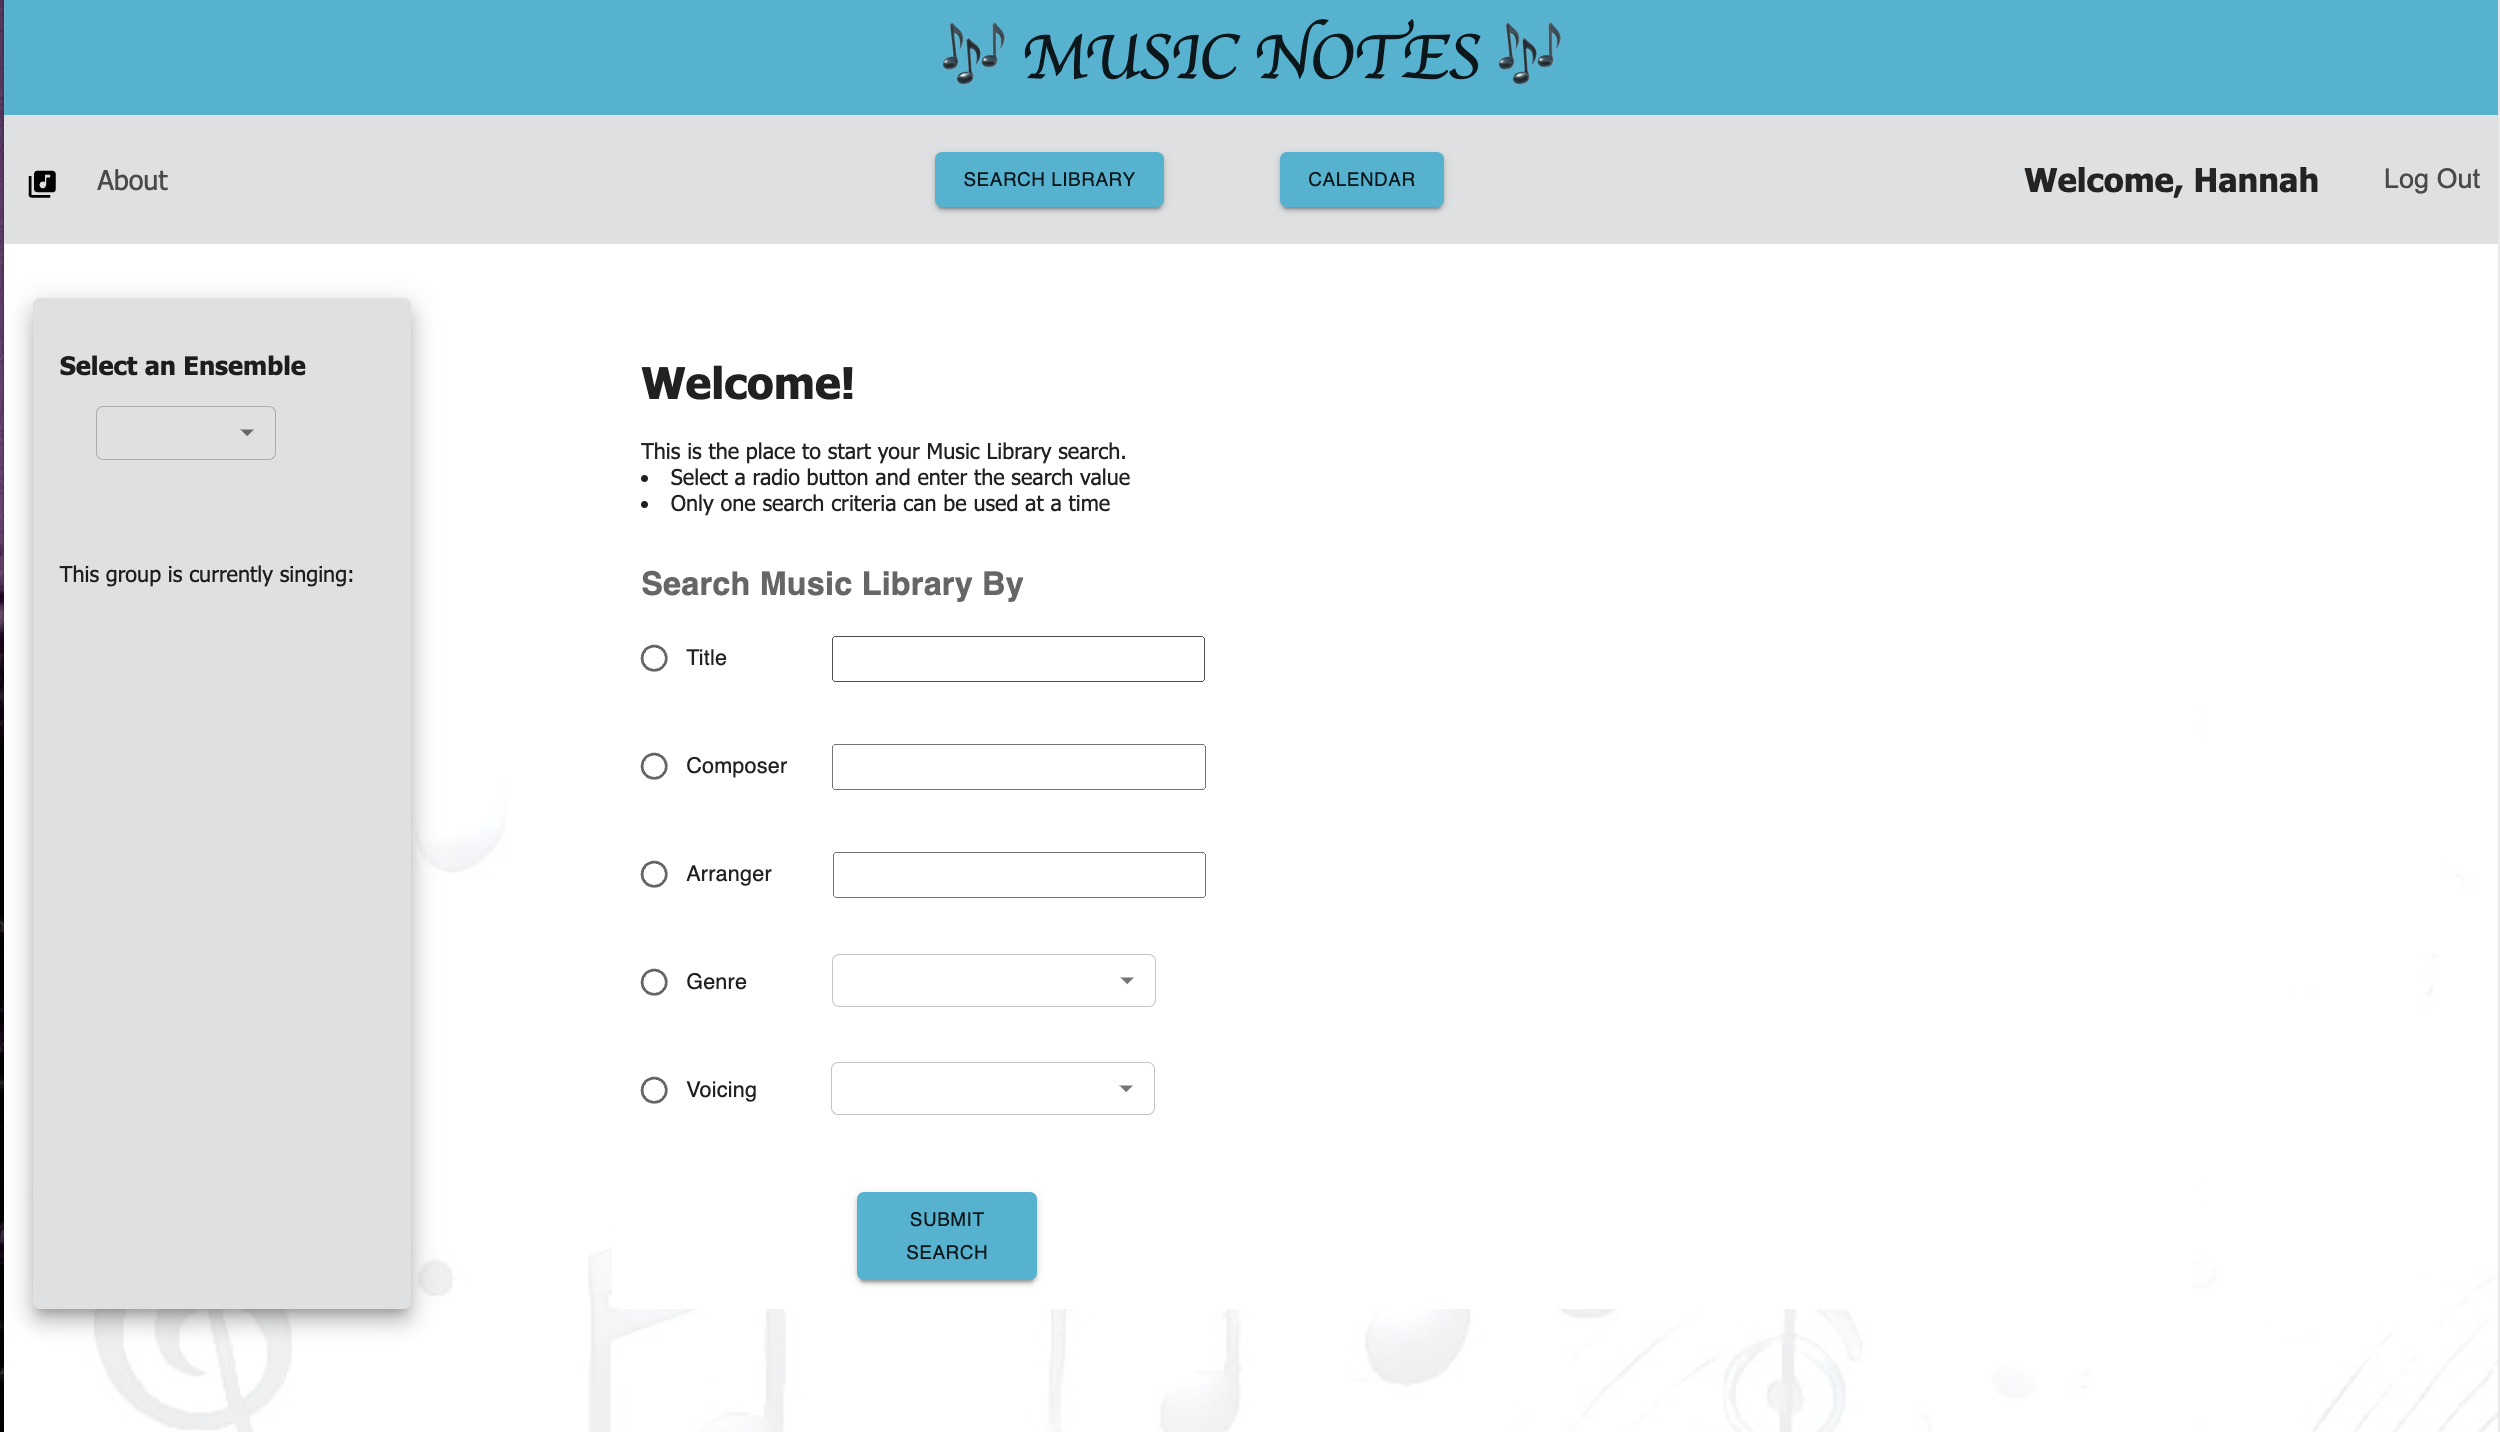 MUSIC NOTES
About
SEARCH LIBRARY
CALENDAR
Welcome, Hannah
Log Out
Select an Ensemble
This group is currently singing:
Welcome!
This is the place to start your Music Library search.
• Select a radio button and enter the search value
• Only one search criteria can be used at a time
Search Music Library By
Title
Composer
Arranger
Genre
Voicing
SUBMIT
SEARCH